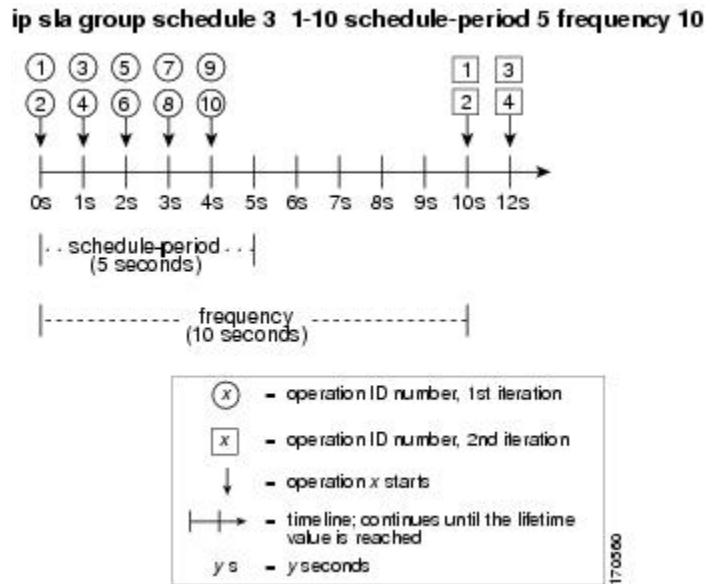 ip sla group schedule 3 1-10 schedule-period 5 frequency 10
1 3 5 7 9 1 3
2 4 6 8 10 2 4
0s 1s 2s 3s 4s 5s 6s 7s 8s 9s 10s 12s
schedule-period
(5 seconds)
frequency
(10 seconds)
x = operation ID number, 1st iteration
x = operation ID number, 2nd iteration
= operation x starts
= timeline; continues until the lifetime
value is reached
y s = y seconds
170560